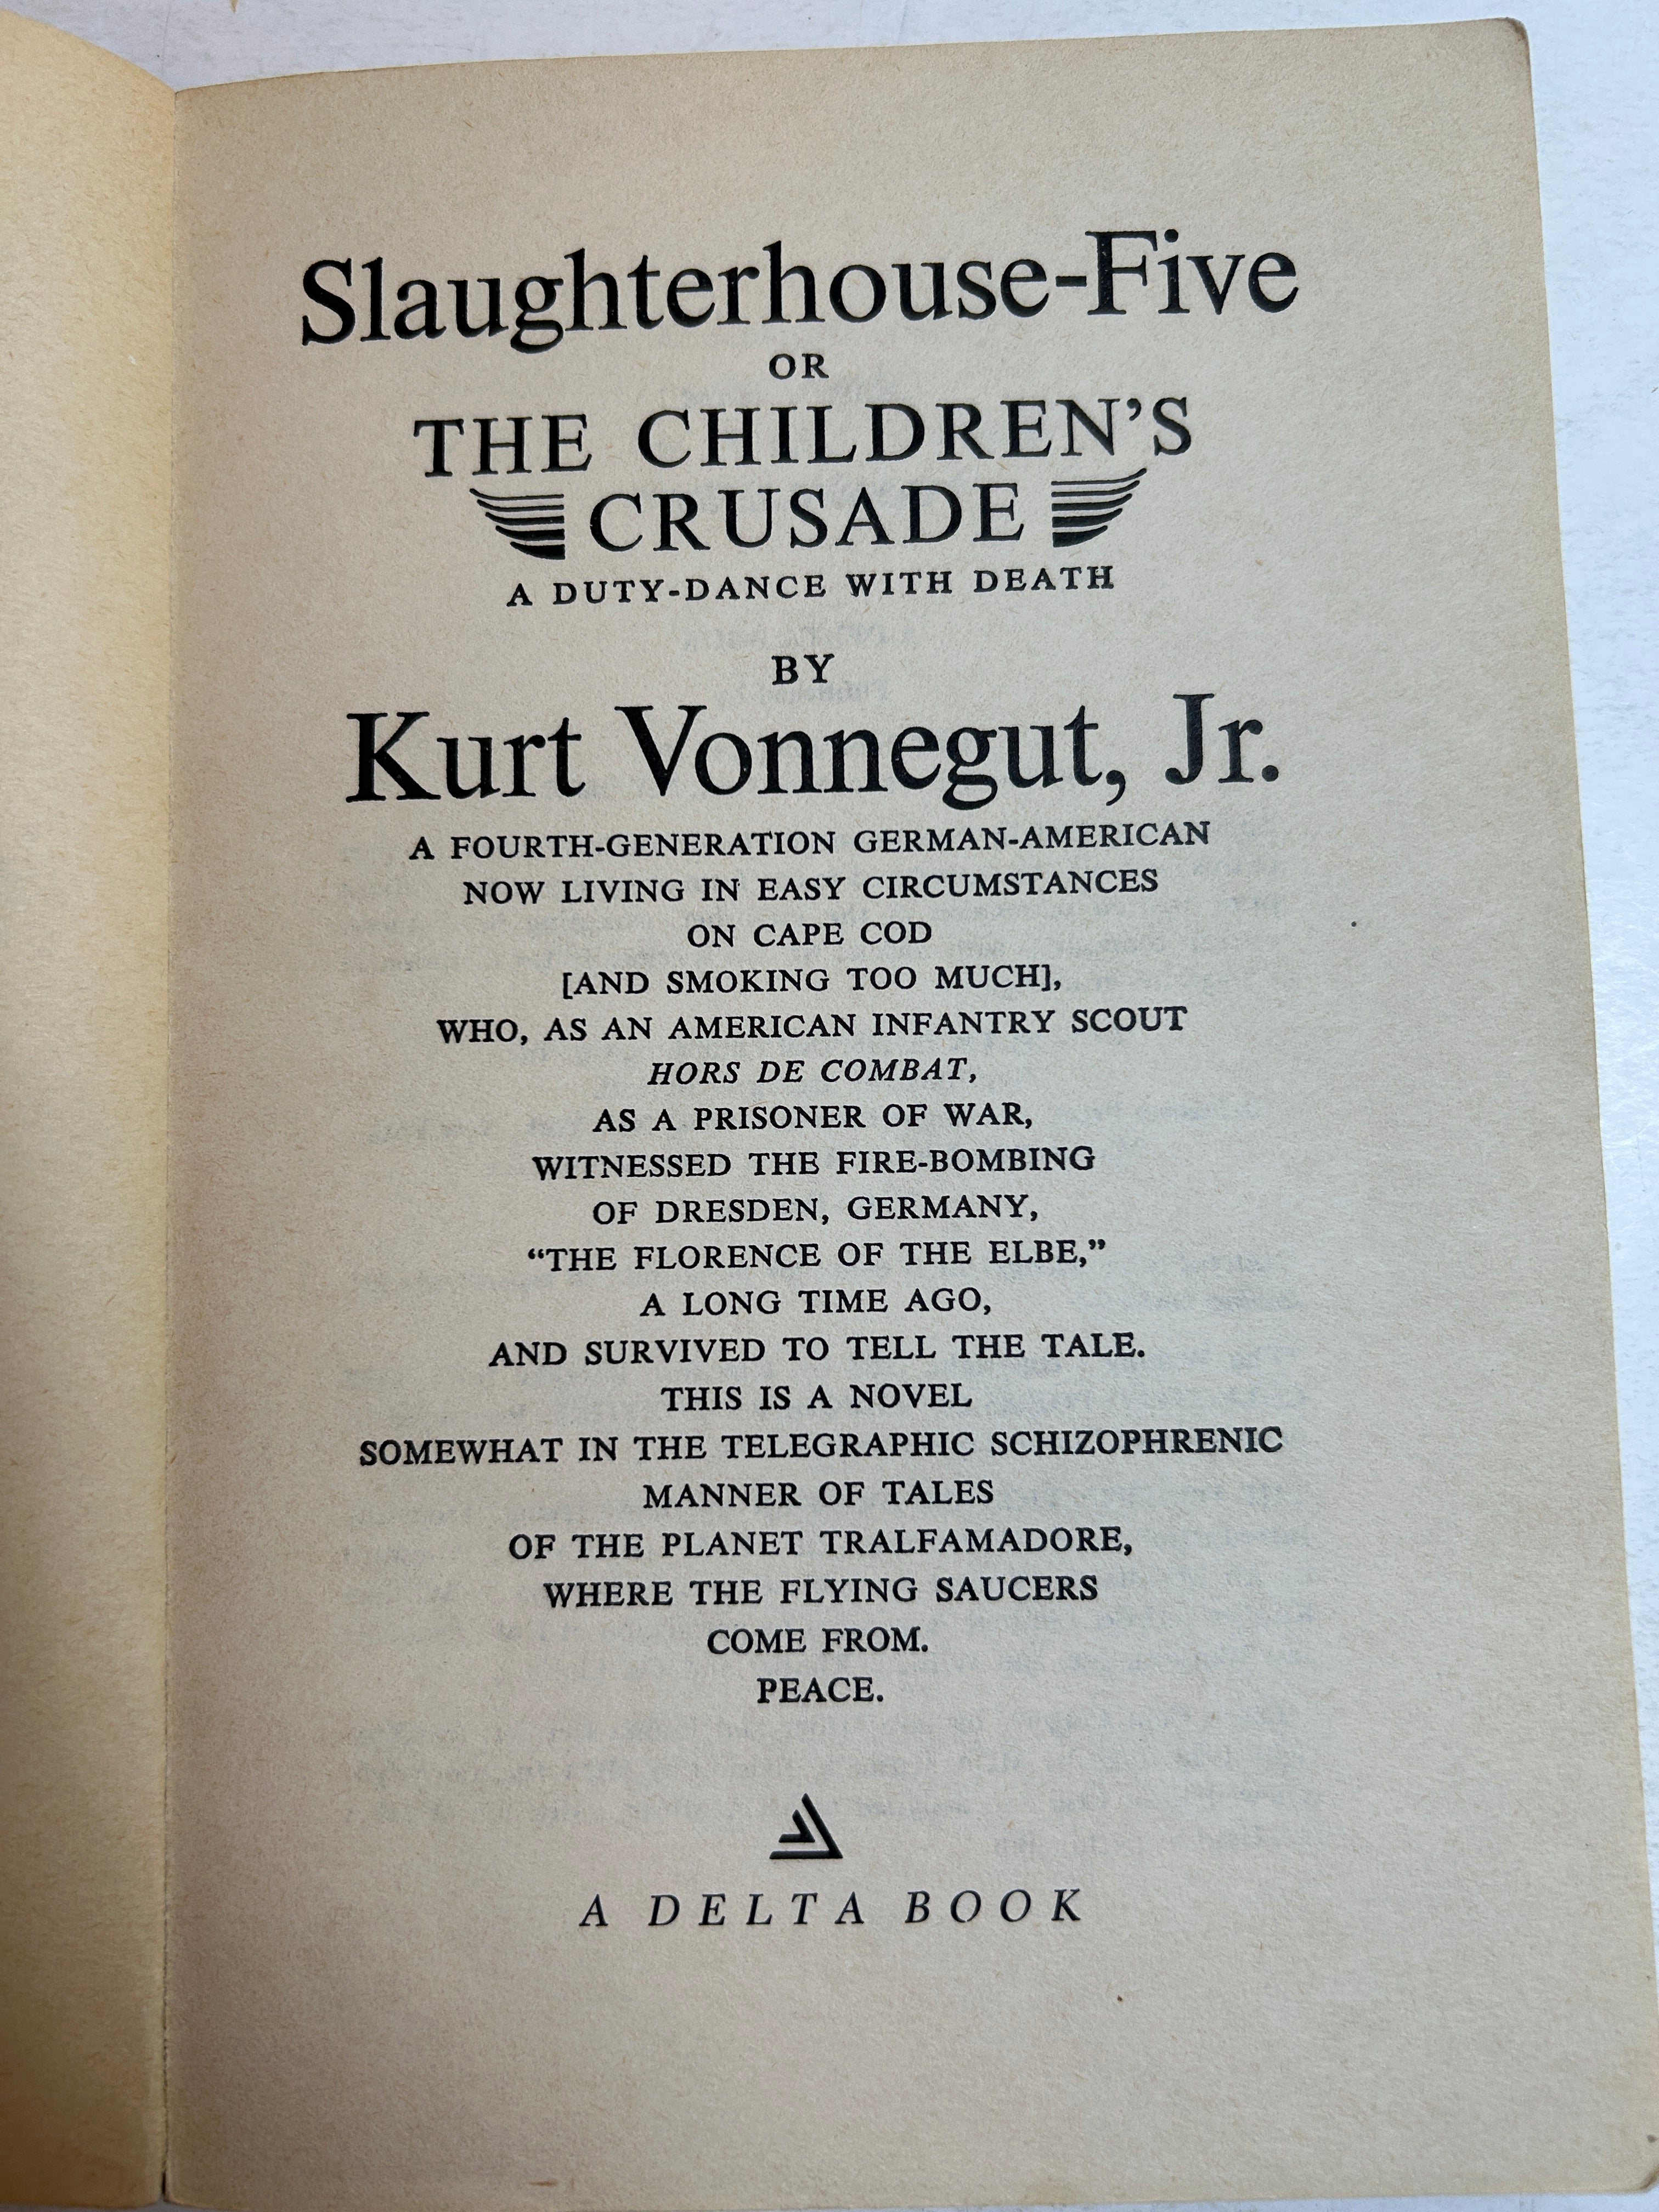 Slaughterhouse-Five
OR
THE CHILDREN’S
CRUSADE
A DUTY-DANCE WITH DEATH
BY
Kurt Vonnegut, Jr.
A FOURTH-GENERATION GERMAN-AMERICAN
NOW LIVING IN EASY CIRCUMSTANCES
ON CAPE COD
[AND SMOKING TOO MUCH],
WHO, AS AN AMERICAN INFANTRY SCOUT
HORS DE COMBAT,
AS A PRISONER OF WAR,
WITNESSED THE FIRE-BOMBING
OF DRESDEN, GERMANY,
“THE FLORENCE OF THE ELBE,”
A LONG TIME AGO,
AND SURVIVED TO TELL THE TALE.
THIS IS A NOVEL
SOMEWHAT IN THE TELEGRAPHIC SCHIZOPHRENIC
MANNER OF TALES
OF THE PLANET TRALFAMADORE,
WHERE THE FLYING SAUCERS
COME FROM.
PEACE.
A DELTA BOOK